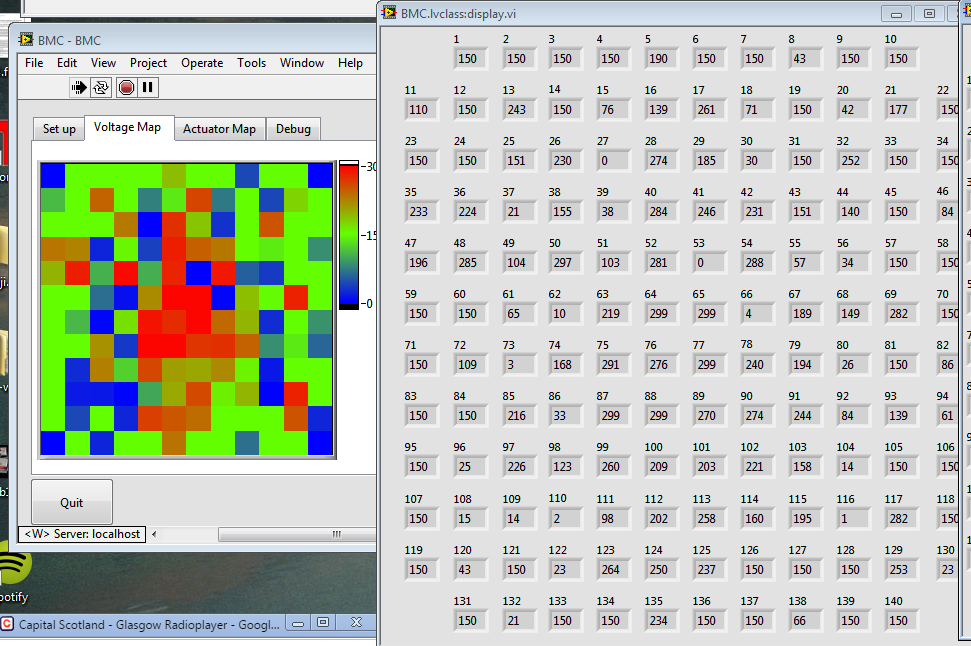 BMC - BMC
File Edit View Project Operate Tools Window Help
Set up Voltage Map Actuator Map Debug
-30
-15
-0
Quit
<W> Server: localhost
otify
Capital Scotland - Glasgow Radioplayer - Googl...
BMC.lvclass:display.vi
1 2 3 4 5 6 7 8 9 10
150 150 150 150 190 150 150 43 150 150
11 12 13 14 15 16 17 18 19 20 21 22
110 150 243 150 76 139 261 71 150 42 177 150
23 24 25 26 27 28 29 30 31 32 33 34
150 150 151 230 0 274 185 30 150 252 150 150
35 36 37 38 39 40 41 42 43 44 45 46
233 224 21 155 38 284 246 231 151 140 150 84
47 48 49 50 51 52 53 54 55 56 57 58
196 285 104 297 103 281 0 288 57 34 150 150
59 60 61 62 63 64 65 66 67 68 69 70
150 150 65 10 219 299 299 4 189 149 282 150
71 72 73 74 75 76 77 78 79 80 81 82
150 109 3 168 291 276 299 240 194 26 150 86
83 84 85 86 87 88 89 90 91 92 93 94
150 150 216 33 299 299 270 274 244 84 139 61
95 96 97 98 99 100 101 102 103 104 105 106
150 25 226 123 260 209 203 221 158 14 150 150
107 108 109 110 111 112 113 114 115 116 117 118
150 15 14 2 98 202 258 160 195 1 282 150
119 120 121 122 123 124 125 126 127 128 129 130
150 43 150 23 264 250 237 150 150 150 253 23
131 132 133 134 135 136 137 138 139 140
150 21 150 150 234 150 150 66 150 150